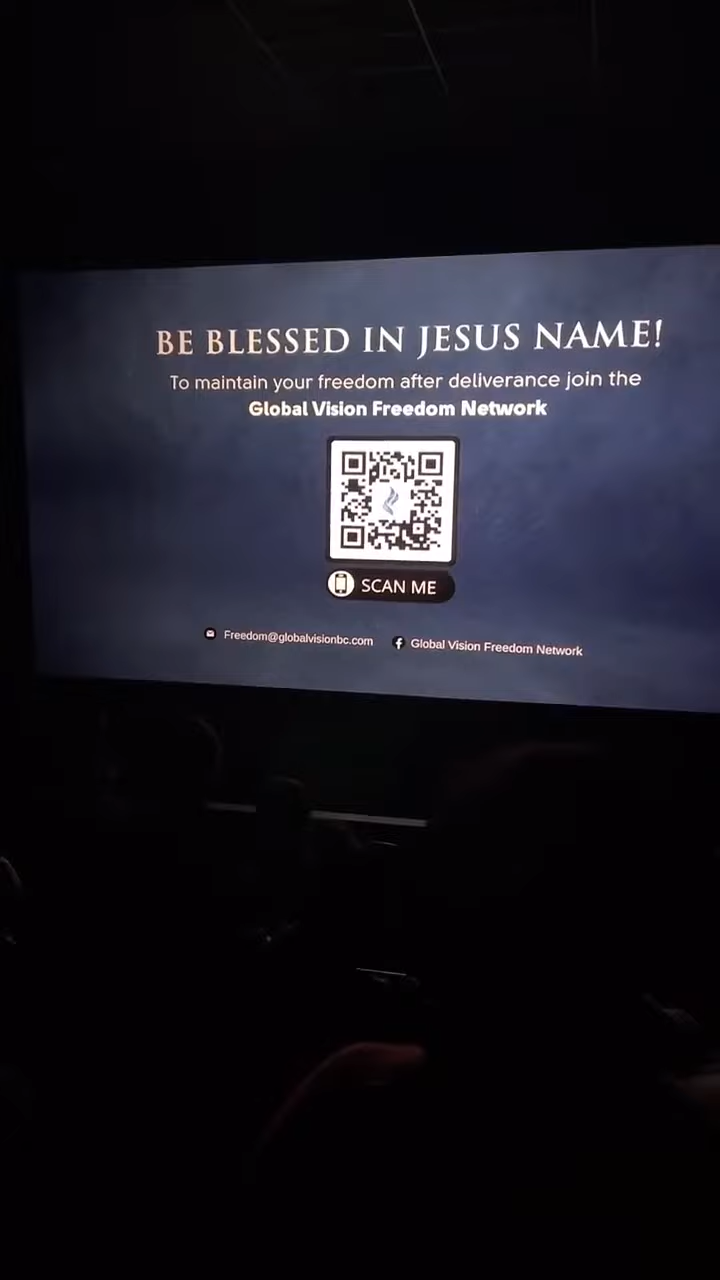 BE BLESSED IN JESUS NAME!
To maintain your freedom after deliverance join the
Global Vision Freedom Network
SCAN ME
Freedom@globalvisionbc.com
Global Vision Freedom Network